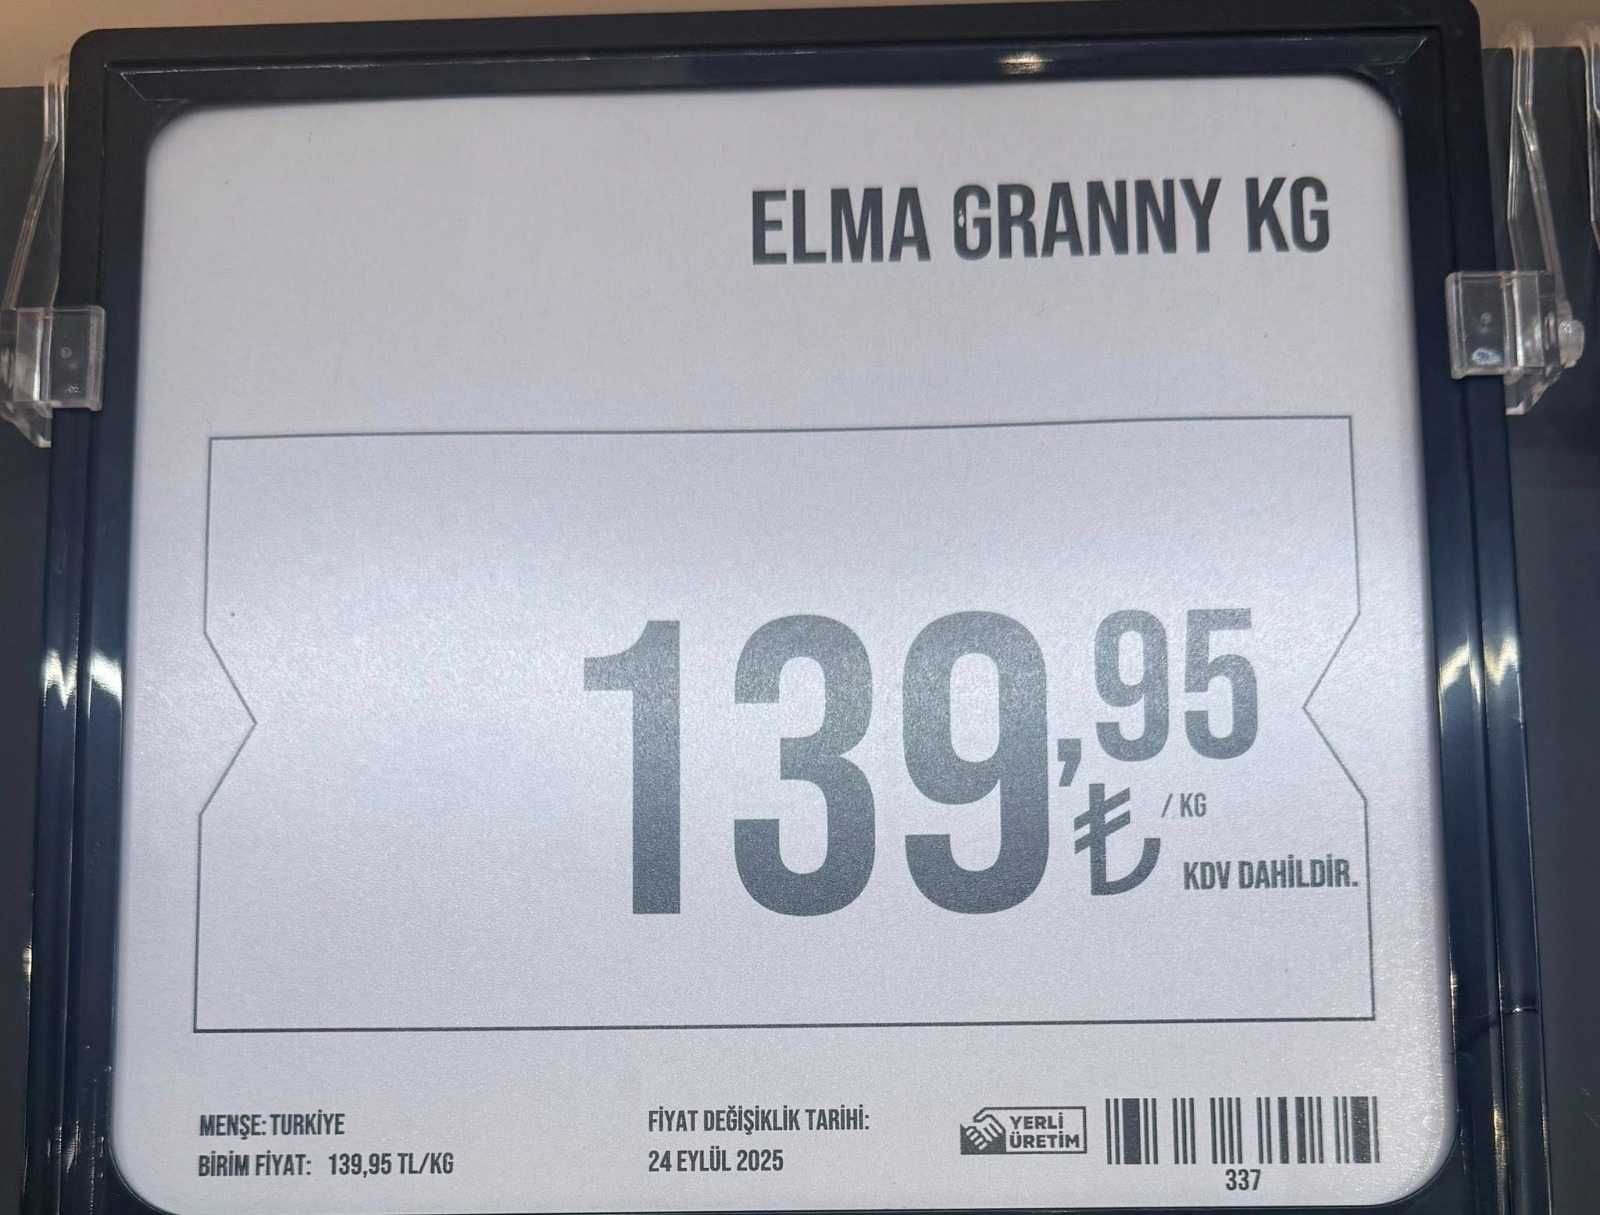 ELMA GRANNY KG
139,95
₺ / KG
KDV DAHİLDİR.
MENŞE: TURKİYE
BİRİM FİYAT: 139,95 TL/KG
FİYAT DEĞİŞİKLİK TARİHİ:
24 EYLÜL 2025
YERLİ
ÜRETİM
337